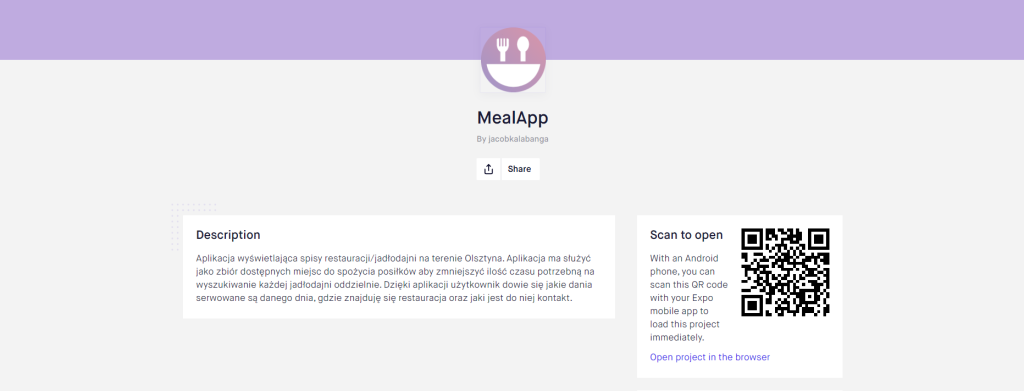 MealApp
By jacobkalabanga
Share
Description
Aplikacja wyświetlająca spisy restauracji/jadłodajni na terenie Olsztyna. Aplikacja ma służyć
jako zbiór dostępnych miejsc do spożycia posiłków aby zmniejszyć ilość czasu potrzebną na
wyszukiwanie każdej jadłodajni oddzielnie. Dzięki aplikacji użytkownik dowie się jakie dania
serwowane są danego dnia, gdzie znajduję się restauracja oraz jaki jest do niej kontakt.
Scan to open
With an Android
phone, you can
scan this QR code
with your Expo
mobile app to
load this project
immediately.
Open project in the browser